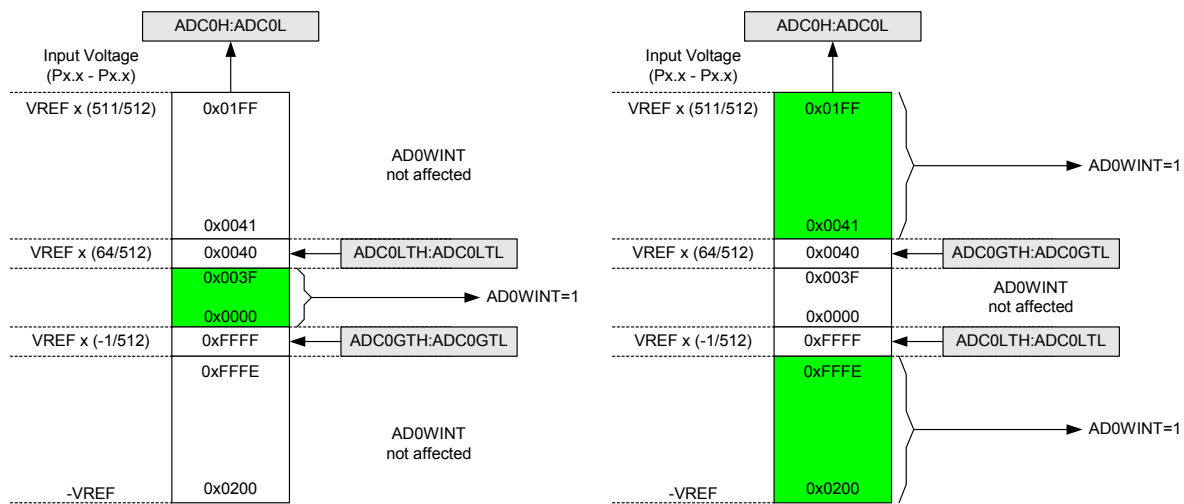 ADC0H:ADC0L
Input Voltage
(Px.x - Px.x)
VREF x (511/512)
0x01FF
AD0WINT
not affected
0x0041
VREF x (64/512)
0x0040
ADC0LTH:ADC0LTL
0x003F
AD0WINT=1
0x0000
VREF x (-1/512)
0xFFFF
ADC0GTH:ADC0GTL
0xFFFE
AD0WINT
not affected
-VREF
0x0200
ADC0H:ADC0L
Input Voltage
(Px.x - Px.x)
VREF x (511/512)
0x01FF
AD0WINT=1
0x0041
VREF x (64/512)
0x0040
ADC0GTH:ADC0GTL
0x003F
AD0WINT
not affected
0x0000
VREF x (-1/512)
0xFFFF
ADC0LTH:ADC0LTL
0xFFFE
AD0WINT=1
-VREF
0x0200